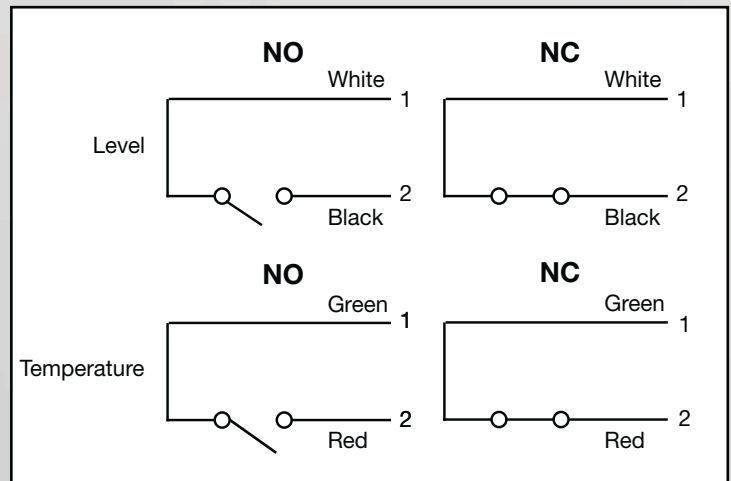 NO NC
White White
1 1
Level
2 2
Black Black
NO NC
Green Green
1 1
Temperature
2 2
Red Red